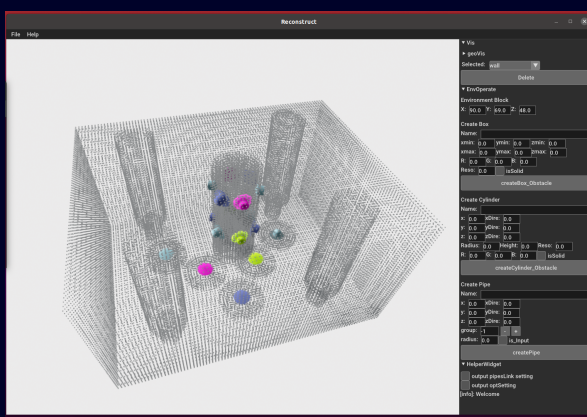 Reconstruct
File Help
▼ Vis
▶ geoVis
Selected: wall
Delete
▼ EnvOperate
Environment Block
X: 90.0 Y: 69.0 Z: 48.0
Create Box
Name:
xmin: 0.0 ymin: 0.0 zmin: 0.0
xmax: 0.0 ymax: 0.0 zmax: 0.0
R: 0.0 G: 0.0 B: 0.0
Reso: 0.0 isSolid
createBox_Obstacle
Create Cylinder
Name:
x: 0.0 xDire: 0.0
y: 0.0 yDire: 0.0
z: 0.0 zDire: 0.0
Radius: 0.0 Height: 0.0 Reso: 0.0
R: 0.0 G: 0.0 B: 0.0 isSolid
createCylinder_Obstacle
Create Pipe
Name:
x: 0.0 xDire: 0.0
y: 0.0 yDire: 0.0
z: 0.0 zDire: 0.0
group: -1 - +
radius: 0.0 is_Input
createPipe
▼ HelperWidget
output pipesLink setting
output optSetting
[info]: Welcome